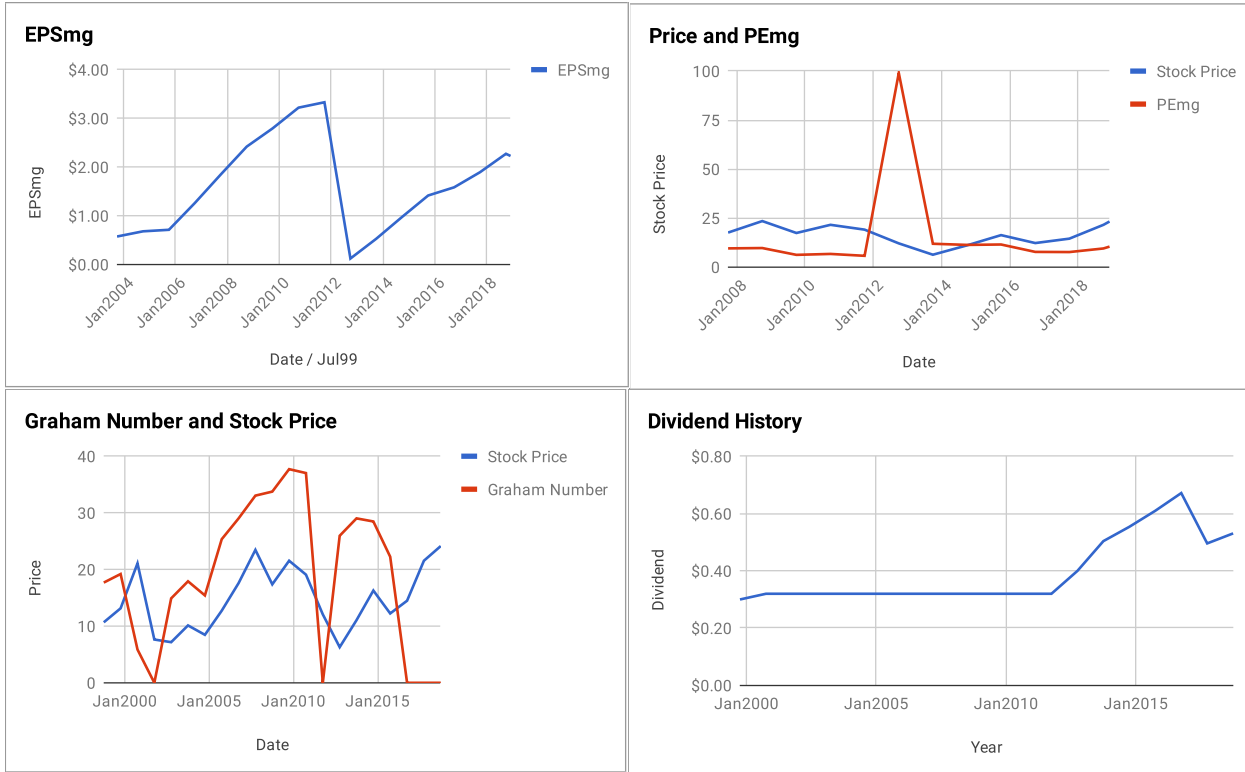 EPSmg
$4.00
$3.00
$2.00
$1.00
$0.00
EPSmg
EPSmg
Jan2004
Jan2006
Jan2008
Jan2010
Jan2012
Jan2014
Jan2016
Jan2018
Date / Jul99
Price and PEmg
100
75
50
25
0
Stock Price
Stock Price
PEmg
Jan2008
Jan2010
Jan2012
Jan2014
Jan2016
Jan2018
Date
Graham Number and Stock Price
40
30
20
10
0
Price
Stock Price
Graham Number
Jan2000 Jan2005 Jan2010 Jan2015
Date
Dividend History
$0.80
$0.60
$0.40
$0.20
$0.00
Dividend
Jan2000 Jan2005 Jan2010 Jan2015
Year